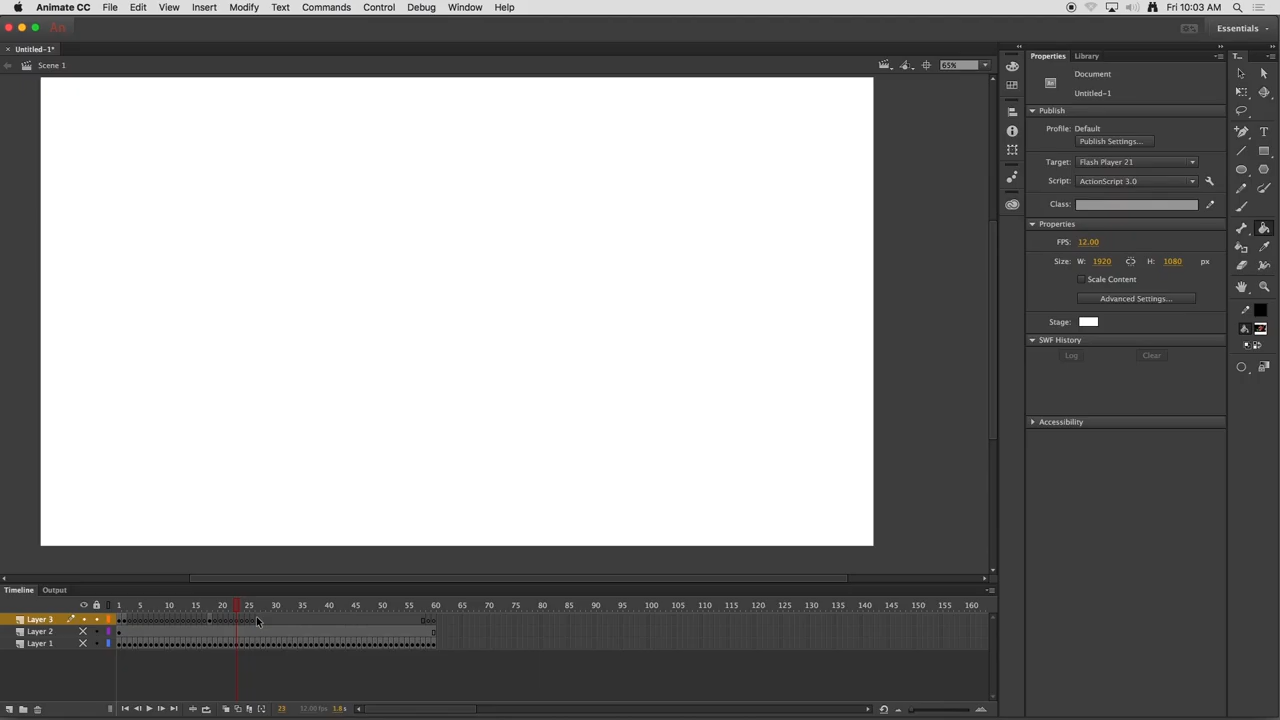 Animate CC File Edit View Insert Modify Text Commands Control Debug Window Help Fri 10:03 AM
An Essentials
Untitled-1*
Scene 1 65%
Properties Library T...
Document
Untitled-1
Publish
Profile: Default
Publish Settings...
Target: Flash Player 21
Script: ActionScript 3.0
Class:
Properties
FPS: 12.00
Size: W: 1920 H: 1080 px
Scale Content
Advanced Settings...
Stage:
SWF History
Log Clear
Accessibility
Timeline Output
1 5 10 15 20 25 30 35 40 45 50 55 60 65 70 75 80 85 90 95 100 105 110 115 120 125 130 135 140 145 150 155 160
Layer 3
Layer 2
Layer 1
23 12.00 fps 1.8s